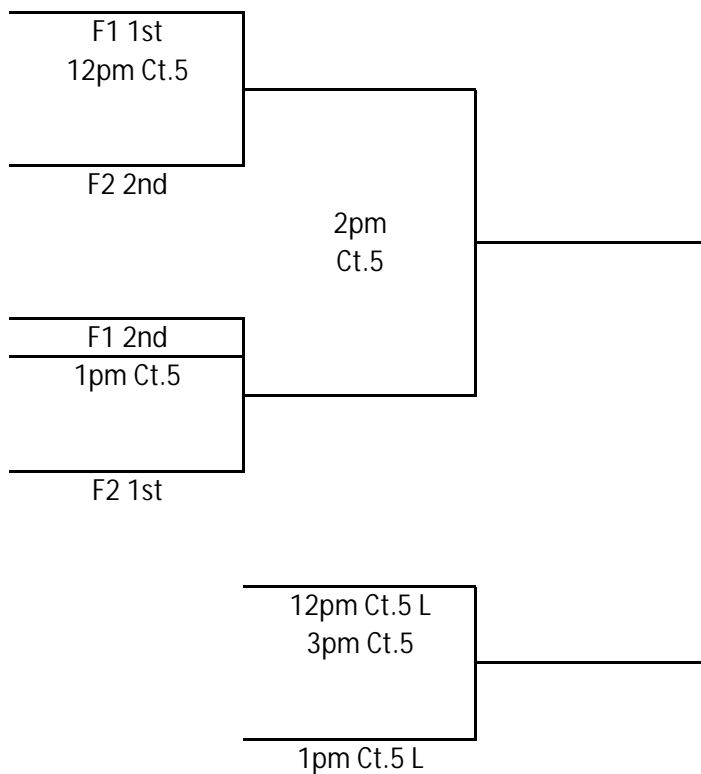 F1 1st
12pm Ct.5
F2 2nd
2pm
Ct.5
F1 2nd
1pm Ct.5
F2 1st
12pm Ct.5 L
3pm Ct.5
1pm Ct.5 L